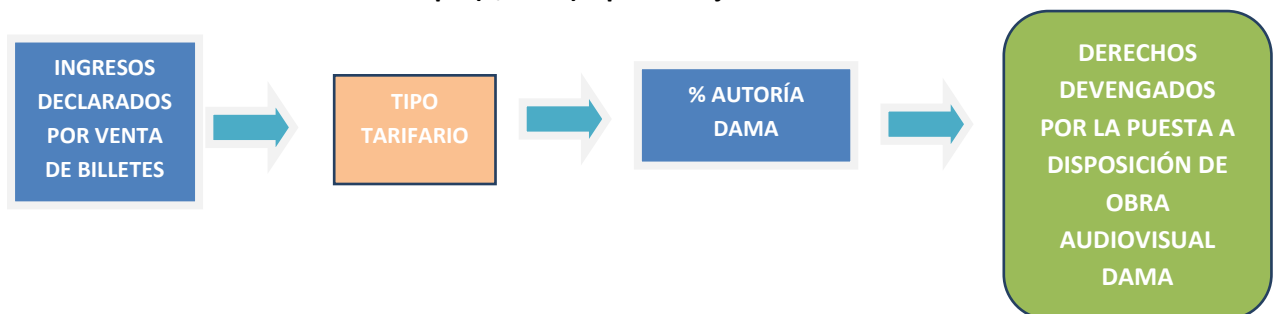 INGRESOS
DECLARADOS
POR VENTA
DE BILLETES
TIPO
TARIFARIO
% AUTORÍA
DAMA
DERECHOS
DEVENGADOS
POR LA PUESTA A
DISPOSICIÓN DE
OBRA
AUDIOVISUAL
DAMA